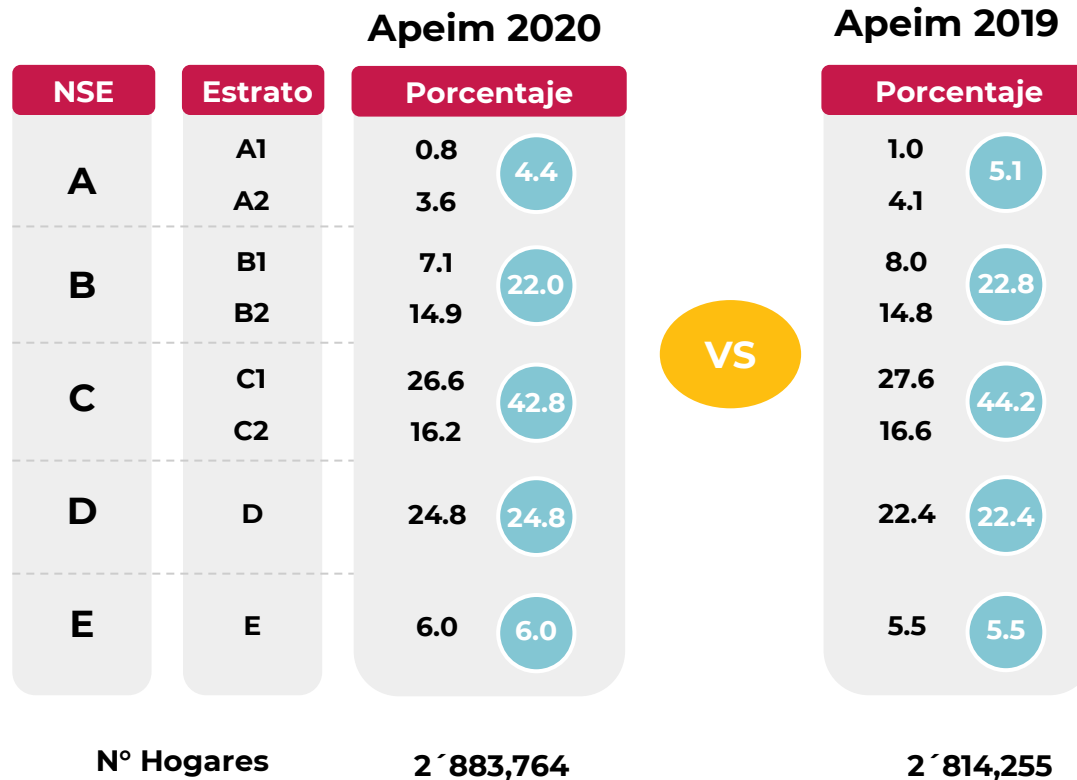 Apeim 2020 Apeim 2019
NSE Estrato Porcentaje Porcentaje
A1 0.8 1.0
A 4.4 5.1
A2 3.6 4.1
B1 7.1 8.0
B 22.0 22.8
B2 14.9 14.8
VS
C1 26.6 27.6
C 42.8 44.2
C2 16.2 16.6
D D 24.8 24.8 22.4 22.4
E E 6.0 6.0 5.5 5.5
N° Hogares 2´883,764 2´814,255